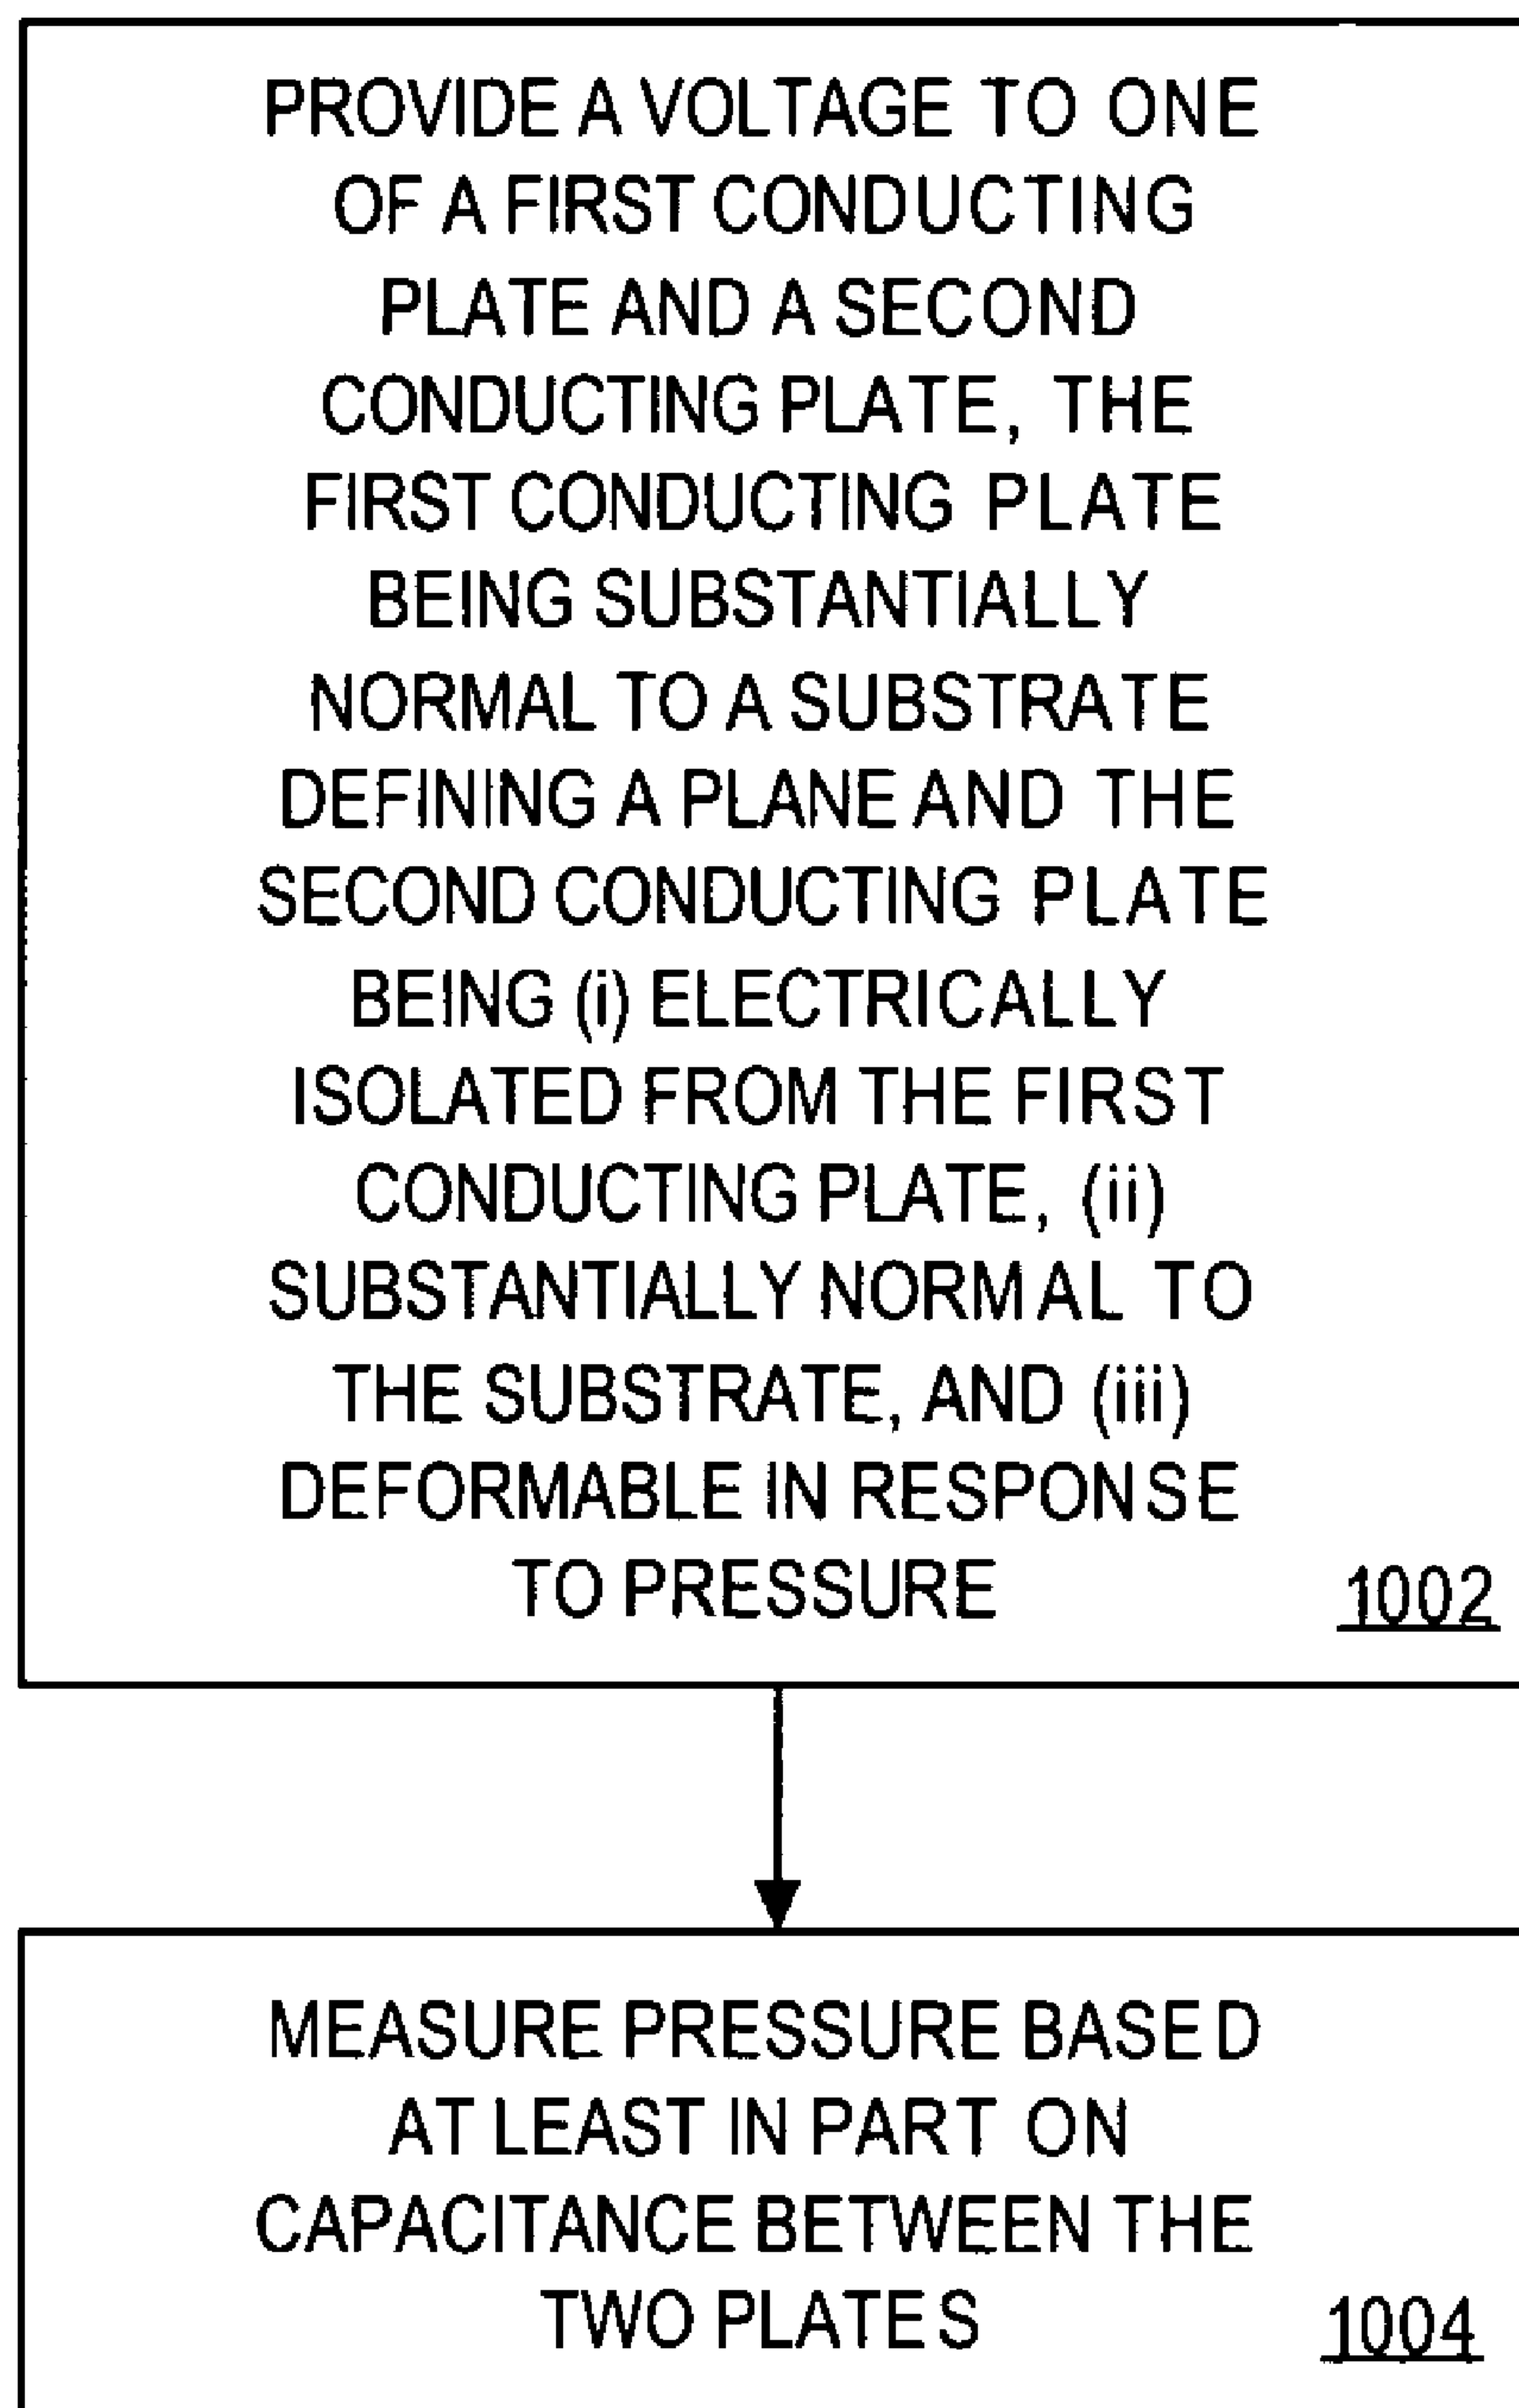 PROVIDE A VOLTAGE TO ONE
OF A FIRST CONDUCTING
PLATE AND A SECOND
CONDUCTING PLATE, THE
FIRST CONDUCTING PLATE
BEING SUBSTANTIALLY
NORMAL TO A SUBSTRATE
DEFINING A PLANE AND THE
SECOND CONDUCTING PLATE
BEING (i) ELECTRICALLY
ISOLATED FROM THE FIRST
CONDUCTING PLATE, (ii)
SUBSTANTIALLY NORMAL TO
THE SUBSTRATE, AND (iii)
DEFORMABLE IN RESPONSE
TO PRESSURE
1002
MEASURE PRESSURE BASED
AT LEAST IN PART ON
CAPACITANCE BETWEEN THE
TWO PLATES
1004